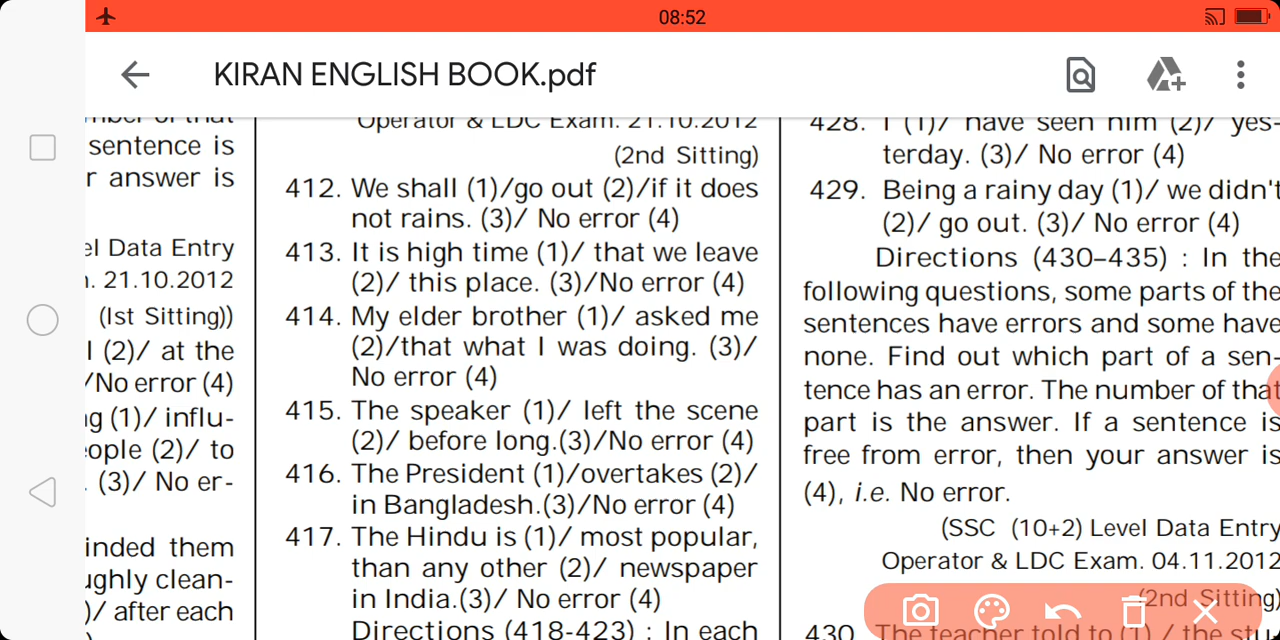 08:52
KIRAN ENGLISH BOOK.pdf
sentence is
r answer is
el Data Entry
21.10.2012
(Ist Sitting))
l (2)/ at the
/No error (4)
g (1)/ influ-
ople (2)/ to
. (3)/ No er-
inded them
ughly clean-
)/ after each
Operator & LDC Exam. 21.10.2012
(2nd Sitting)
412. We shall (1)/go out (2)/if it does
not rains. (3)/ No error (4)
413. It is high time (1)/ that we leave
(2)/ this place. (3)/No error (4)
414. My elder brother (1)/ asked me
(2)/that what I was doing. (3)/
No error (4)
415. The speaker (1)/ left the scene
(2)/ before long.(3)/No error (4)
416. The President (1)/overtakes (2)/
in Bangladesh.(3)/No error (4)
417. The Hindu is (1)/ most popular,
than any other (2)/ newspaper
in India.(3)/ No error (4)
Directions (418-423) : In each
428. I (1)/ have seen him (2)/ yes-
terday. (3)/ No error (4)
429. Being a rainy day (1)/ we didn't
(2)/ go out. (3)/ No error (4)
Directions (430–435) : In the
following questions, some parts of the
sentences have errors and some have
none. Find out which part of a sen-
tence has an error. The number of that
part is the answer. If a sentence is
free from error, then your answer is
(4), i.e. No error.
(SSC (10+2) Level Data Entry
Operator & LDC Exam. 04.11.2012
(2nd Sitting)
430. The teacher told to (1) / the stu